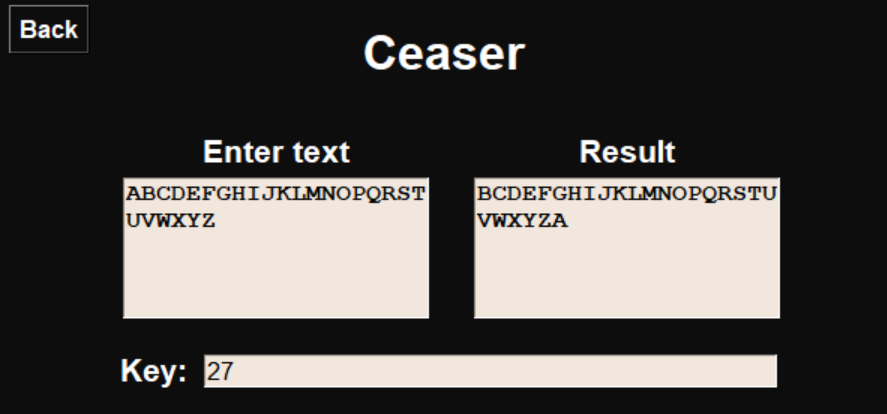 Back
Ceaser
Enter text
Result
ABCDEFGHIJKLMNOPQRST
UVWXYZ
BCDEFGHIJKLMNOPQRSTU
VWXYZA
Key: 27